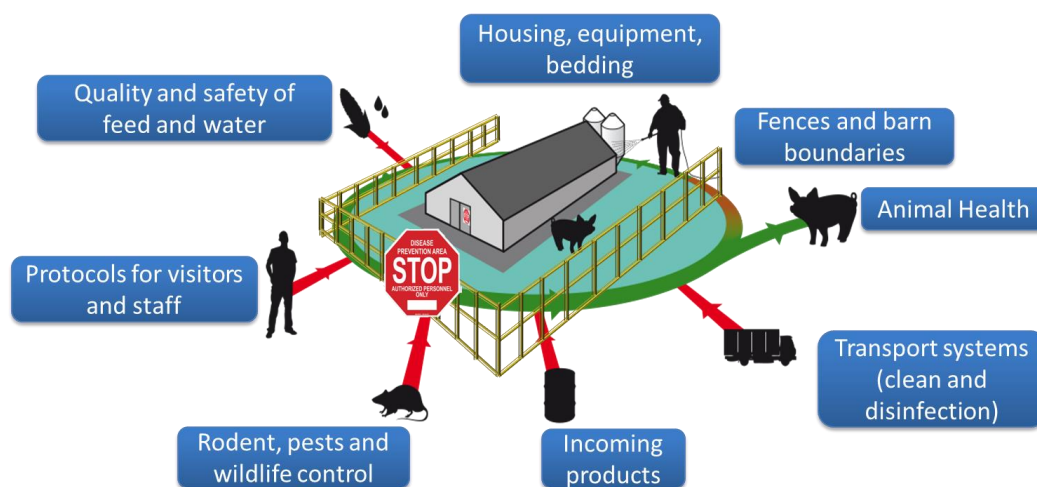 Housing, equipment,
bedding
Quality and safety of
feed and water
Fences and barn
boundaries
Animal Health
DISEASE
PREVENTION AREA
STOP
AUTHORIZED PERSONNEL
ONLY
Protocols for visitors
and staff
Transport systems
(clean and
disinfection)
Rodent, pests and
wildlife control
Incoming
products